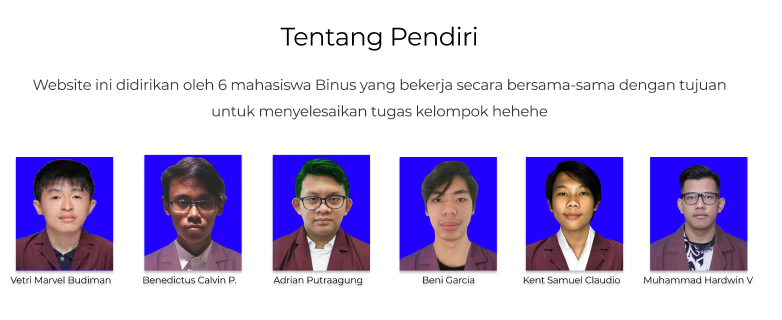 Tentang Pendiri
Website ini didirikan oleh 6 mahasiswa Binus yang bekerja secara bersama-sama dengan tujuan
untuk menyelesaikan tugas kelompok hehehe
Vetri Marvel Budiman
Benedictus Calvin P.
Adrian Putraagung
Beni Garcia
Kent Samuel Claudio
Muhammad Hardwin V